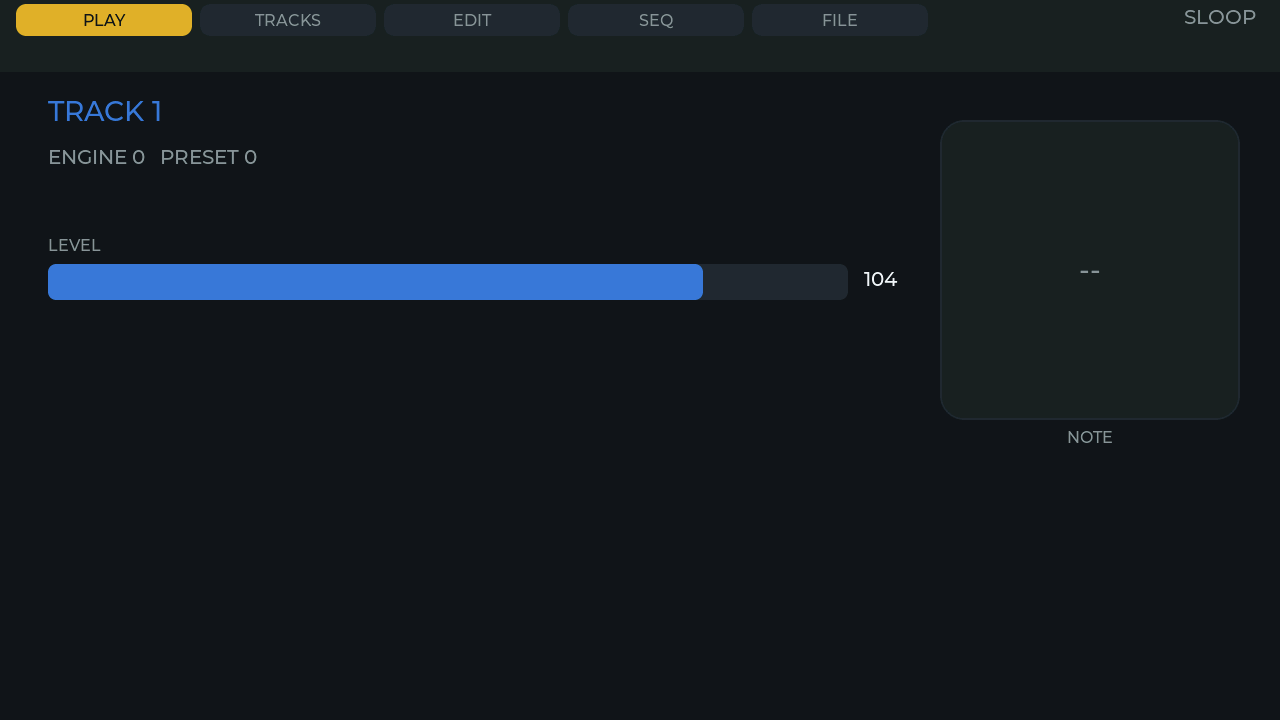 PLAY TRACKS EDIT SEQ FILE SLOOP
TRACK 1
ENGINE 0 PRESET 0
LEVEL
104
--
NOTE